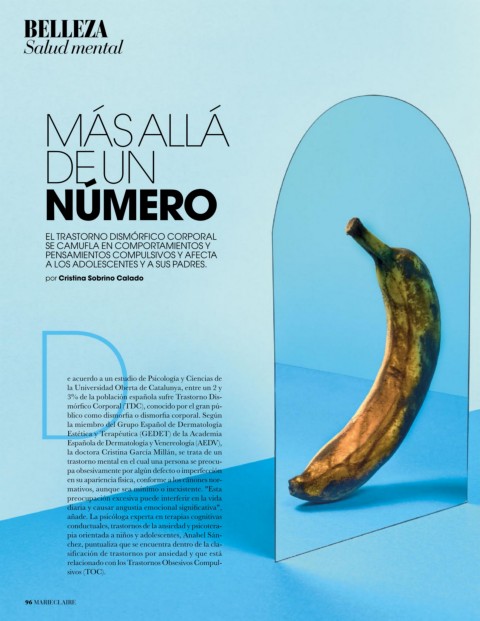 BELLEZA
Salud mental
MÁS ALLÁ
DE UN
NÚMERO
EL TRASTORNO DISMÓRFICO CORPORAL
SE CAMUFLA EN COMPORTAMIENTOS Y
PENSAMIENTOS COMPULSIVOS Y AFECTA
A LOS ADOLESCENTES Y A SUS PADRES.
por Cristina Sobrino Calado
D
e acuerdo a un estudio de Psicología y Ciencias de
la Universidad Oberta de Catalunya, entre un 2 y
3% de la población española sufre Trastorno Dis-
mórfico Corporal (TDC), conocido por el gran pú-
blico como dismorfia o dismorfia corporal. Según
la miembro del Grupo Español de Dermatología
Estética y Terapéutica (GEDET) de la Academia
Española de Dermatología y Venereología (AEDV),
la doctora Cristina García Millán, se trata de un
trastorno mental en el cual una persona se preocu-
pa obsesivamente por algún defecto o imperfección
en su apariencia física, conforme a los cánones nor-
mativos, aunque sea mínimo o inexistente. "Esta
preocupación excesiva puede interferir en la vida
diaria y causar angustia emocional significativa",
añade. La psicóloga experta en terapias cognitivas
conductuales, trastornos de la ansiedad y psicotera-
pia orientada a niños y adolescentes, Anabel Sán-
chez, puntualiza que se encuentra dentro de la cla-
sificación de trastornos por ansiedad y que está
relacionado con los Trastornos Obsesivos Compul-
sivos (TOC).
96 MARIE CLAIRE